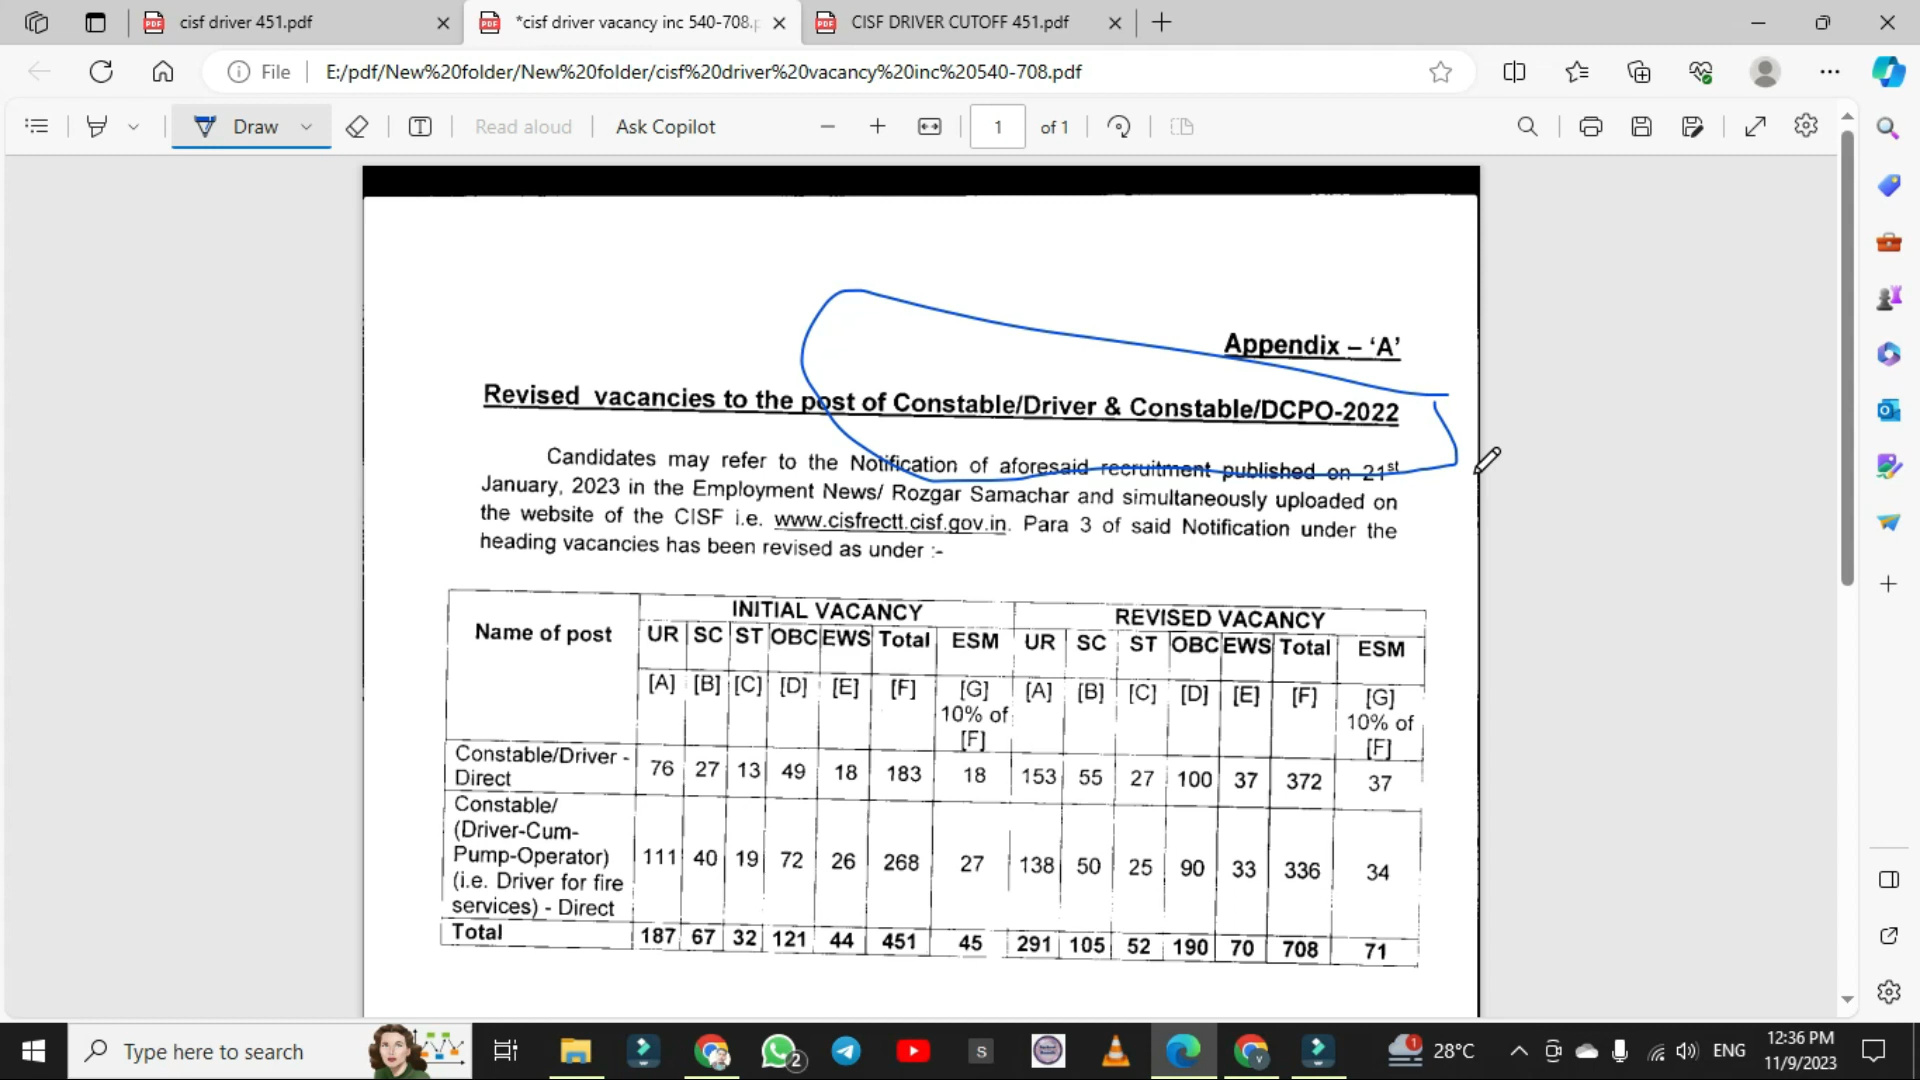 cisf driver 451.pdf
*cisf driver vacancy inc 540-708.p
CISF DRIVER CUTOFF 451.pdf
File
E:/pdf/New%20folder/New%20folder/cisf%20driver%20vacancy%20inc%20540-708.pdf
Draw
Read aloud
Ask Copilot
1 of 1
Appendix – 'A'
Revised vacancies to the post of Constable/Driver & Constable/DCPO-2022
Candidates may refer to the Notification of aforesaid recruitment published on 21st
January, 2023 in the Employment News/ Rozgar Samachar and simultaneously uploaded on
the website of the CISF i.e. www.cisfrectt.cisf.gov.in. Para 3 of said Notification under the
heading vacancies has been revised as under :-
Name of post INITIAL VACANCY REVISED VACANCY
UR SC ST OBC EWS Total ESM UR SC ST OBC EWS Total ESM
[A] [B] [C] [D] [E] [F] [G] [A] [B] [C] [D] [E] [F] [G]
10% of 10% of
[F] [F]
Constable/Driver -
Direct 76 27 13 49 18 183 18 153 55 27 100 37 372 37
Constable/
(Driver-Cum-
Pump-Operator) 111 40 19 72 26 268 27 138 50 25 90 33 336 34
(i.e. Driver for fire
services) - Direct
Total 187 67 32 121 44 451 45 291 105 52 190 70 708 71
Type here to search
2
S
V
1
28°C
ENG
12:36 PM
11/9/2023